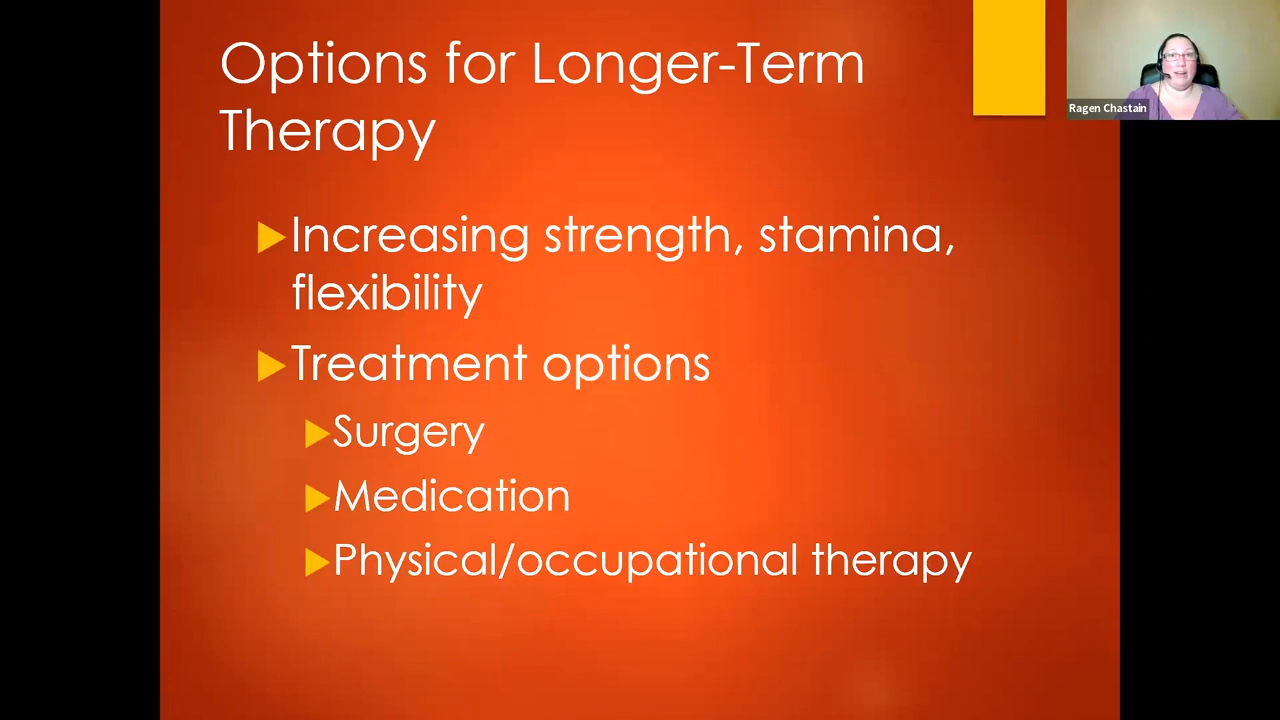 Options for Longer-Term
Therapy
Ragen Chastain
Increasing strength, stamina,
flexibility
Treatment options
Surgery
Medication
Physical/occupational therapy